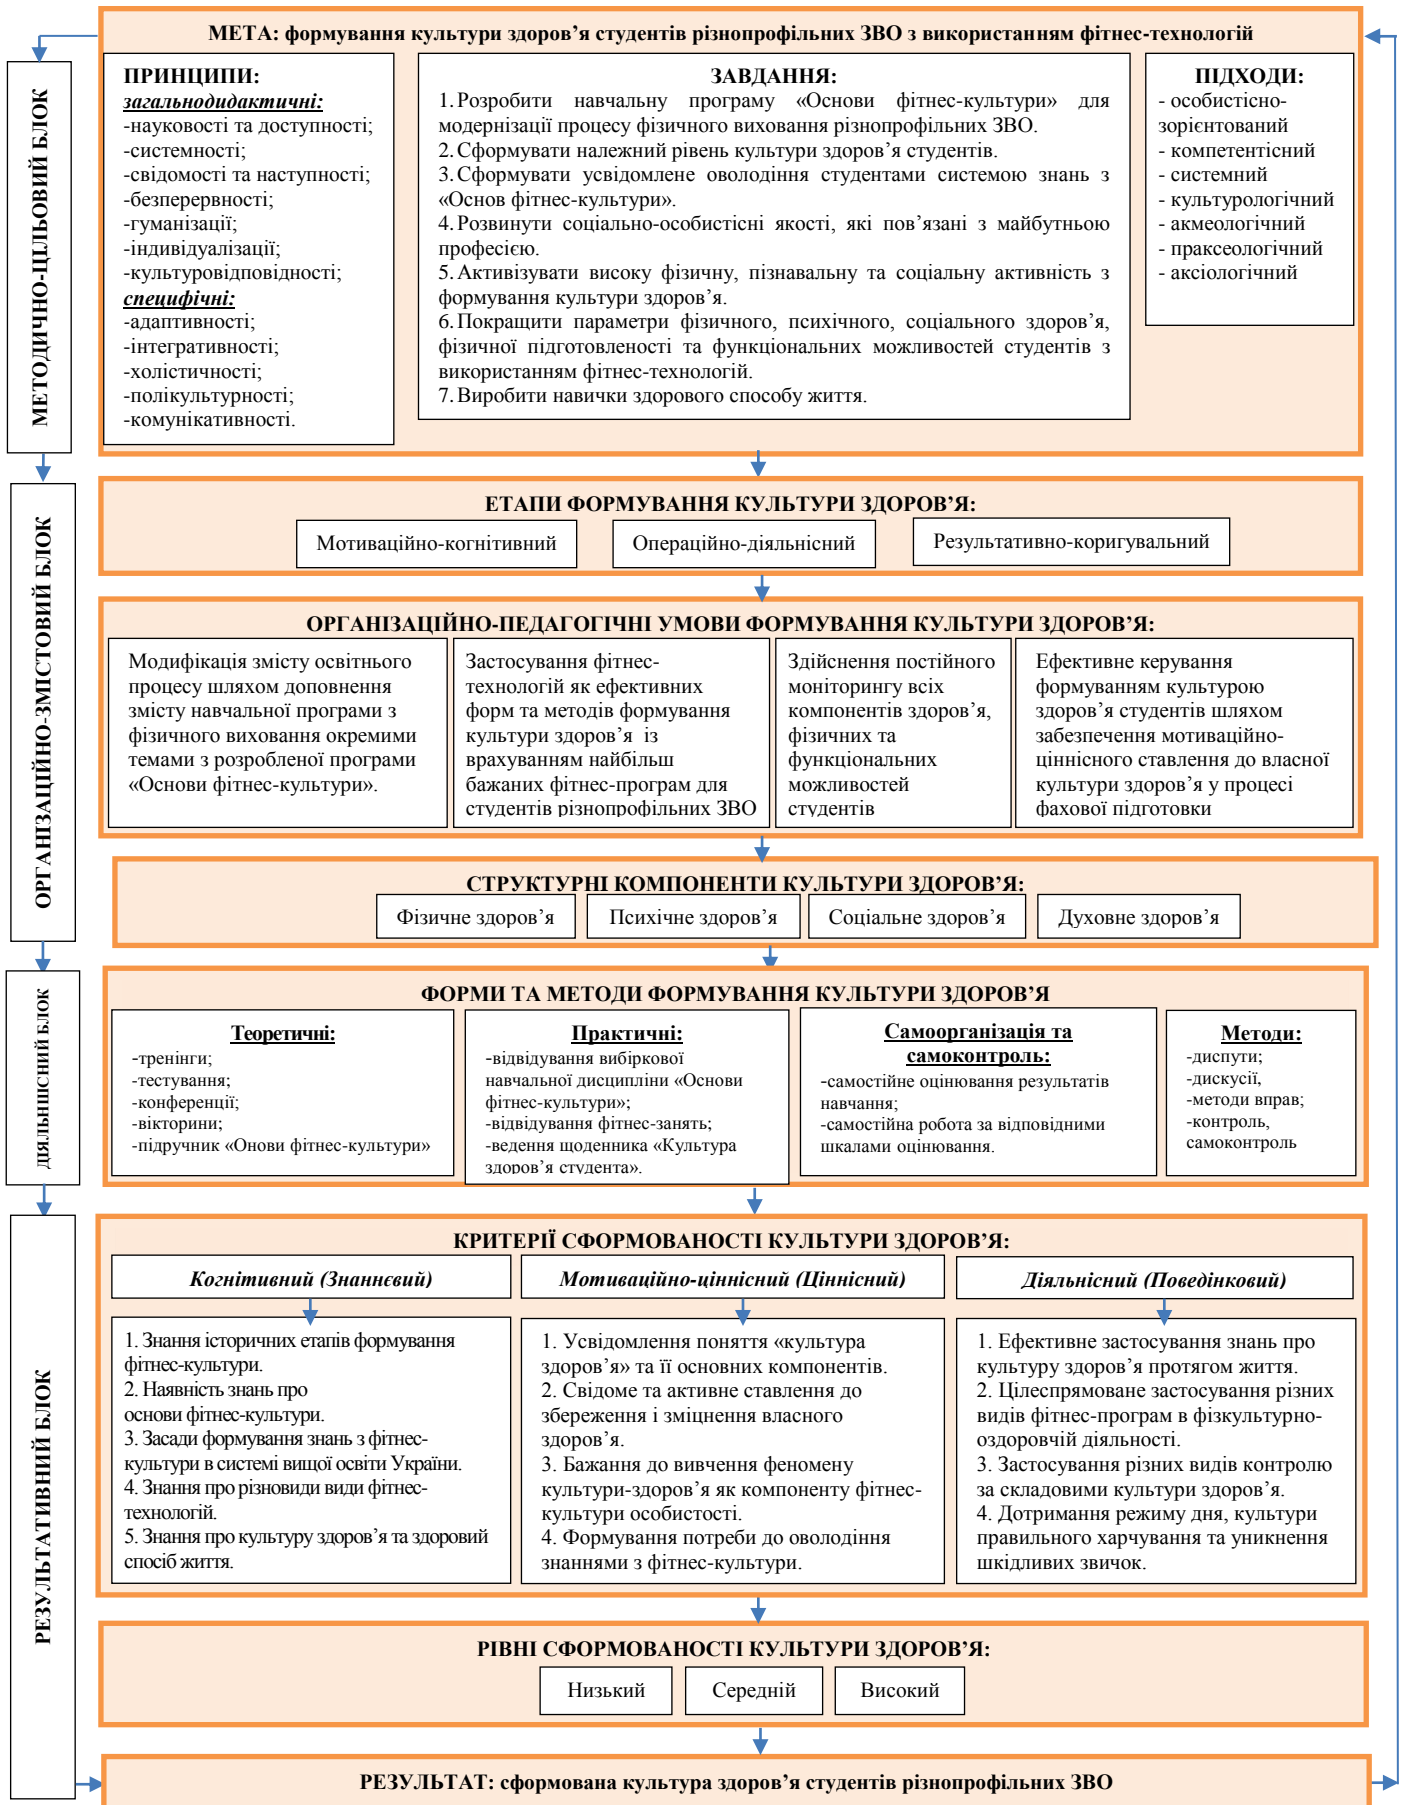 МЕТА: формування культури здоров’я студентів різнопрофільних ЗВО з використанням фітнес-технологій
МЕТОДИЧНО-ЦІЛЬОВИЙ БЛОК
ПРИНЦИПИ:
загальнодидактичні:
-науковості та доступності;
-системності;
-свідомості та наступності;
-безперервності;
-гуманізації;
-індивідуалізації;
-культуровідповідності;
специфічні:
-адаптивності;
-інтегративності;
-холістичності;
-полікультурності;
-комунікативності.
ЗАВДАННЯ:
1. Розробити навчальну програму «Основи фітнес-культури» для
модернізації процесу фізичного виховання різнопрофільних ЗВО.
2. Сформувати належний рівень культури здоров’я студентів.
3. Сформувати усвідомлене оволодіння студентами системою знань з
«Основ фітнес-культури».
4. Розвинути соціально-особистісні якості, які пов’язані з майбутньою
професією.
5. Активізувати високу фізичну, пізнавальну та соціальну активність з
формування культури здоров’я.
6. Покращити параметри фізичного, психічного, соціального здоров’я,
фізичної підготовленості та функціональних можливостей студентів з
використанням фітнес-технологій.
7. Виробити навички здорового способу життя.
ПІДХОДИ:
- особистісно-
зорієнтований
- компетентісний
- системний
- культурологічний
- акмеологічний
- праксеологічний
- аксіологічний
ОРГАНІЗАЦІЙНО-ЗМІСТОВИЙ БЛОК
ЕТАПИ ФОРМУВАННЯ КУЛЬТУРИ ЗДОРОВ’Я:
Мотиваційно-когнітивний
Операційно-діяльнісний
Результативно-коригувальний
ОРГАНІЗАЦІЙНО-ПЕДАГОГІЧНІ УМОВИ ФОРМУВАННЯ КУЛЬТУРИ ЗДОРОВ’Я:
Модифікація змісту освітнього
процесу шляхом доповнення
змісту навчальної програми з
фізичного виховання окремими
темами з розробленої програми
«Основи фітнес-культури».
Застосування фітнес-
технологій як ефективних
форм та методів формування
культури здоров’я із
врахуванням найбільш
бажаних фітнес-програм для
студентів різнопрофільних ЗВО
Здійснення постійного
моніторингу всіх
компонентів здоров’я,
фізичних та
функціональних
можливостей
студентів
Ефективне керування
формуванням культурою
здоров’я студентів шляхом
забезпечення мотиваційно-
ціннісного ставлення до власної
культури здоров’я у процесі
фахової підготовки
СТРУКТУРНІ КОМПОНЕНТИ КУЛЬТУРИ ЗДОРОВ’Я:
Фізичне здоров’я
Психічне здоров’я
Соціальне здоров’я
Духовне здоров’я
ДІЯЛЬНІСНИЙ БЛОК
ФОРМИ ТА МЕТОДИ ФОРМУВАННЯ КУЛЬТУРИ ЗДОРОВ’Я
Теоретичні:
-тренінги;
-тестування;
-конференції;
-вікторини;
-підручник «Онови фітнес-культури»
Практичні:
-відвідування вибіркової
навчальної дисципліни «Основи
фітнес-культури»;
-відвідування фітнес-занять;
-ведення щоденника «Культура
здоров’я студента».
Самоорганізація та
самоконтроль:
-самостійне оцінювання результатів
навчання;
-самостійна робота за відповідними
шкалами оцінювання.
Методи:
-диспути;
-дискусії,
-методи вправ;
-контроль,
самоконтроль
РЕЗУЛЬТАТИВНИЙ БЛОК
КРИТЕРІЇ СФОРМОВАНОСТІ КУЛЬТУРИ ЗДОРОВ’Я:
Когнітивний (Знаннєвий)
1. Знання історичних етапів формування
фітнес-культури.
2. Наявність знань про
основи фітнес-культури.
3. Засади формування знань з фітнес-
культури в системі вищої освіти України.
4. Знання про різновиди види фітнес-
технологій.
5. Знання про культуру здоров’я та здоровий
спосіб життя.
Мотиваційно-ціннісний (Ціннісний)
1. Усвідомлення поняття «культура
здоров’я» та її основних компонентів.
2. Свідоме та активне ставлення до
збереження і зміцнення власного
здоров’я.
3. Бажання до вивчення феномену
культури-здоров’я як компоненту фітнес-
культури особистості.
4. Формування потреби до оволодіння
знаннями з фітнес-культури.
Діяльнісний (Поведінковий)
1. Ефективне застосування знань про
культуру здоров’я протягом життя.
2. Цілеспрямоване застосування різних
видів фітнес-програм в фізкультурно-
оздоровчій діяльності.
3. Застосування різних видів контролю
за складовими культури здоров’я.
4. Дотримання режиму дня, культури
правильного харчування та уникнення
шкідливих звичок.
РІВНІ СФОРМОВАНОСТІ КУЛЬТУРИ ЗДОРОВ’Я:
Низький
Середній
Високий
РЕЗУЛЬТАТ: сформована культура здоров’я студентів різнопрофільних ЗВО